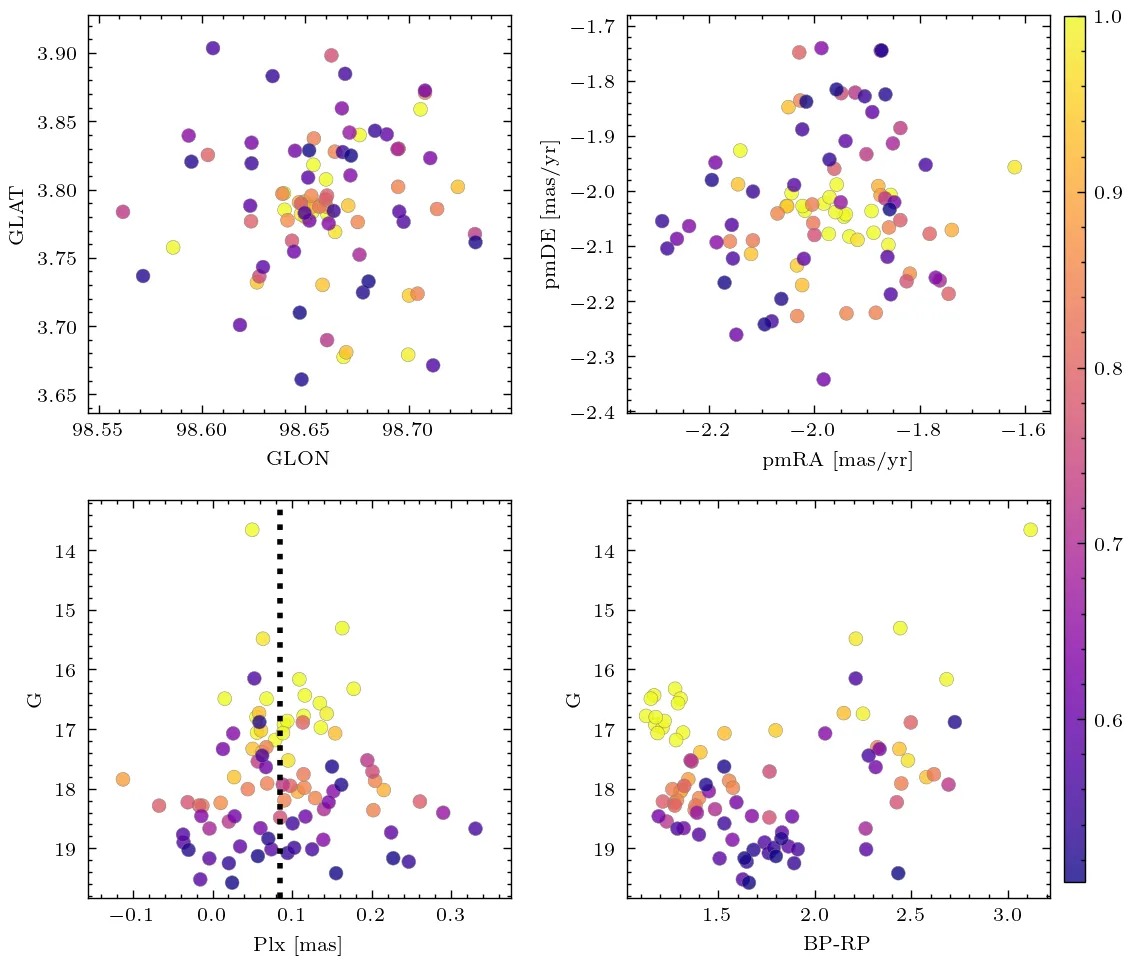 3.90
3.85
3.80
3.75
3.70
3.65
GLAT
98.55 98.60 98.65 98.70
GLON
−1.7
−1.8
−1.9
−2.0
−2.1
−2.2
−2.3
−2.4
pmDE [mas/yr]
−2.2 −2.0 −1.8 −1.6
pmRA [mas/yr]
1.0
0.9
0.8
0.7
0.6
14
15
16
17
18
19
G
−0.1 0.0 0.1 0.2 0.3
Plx [mas]
14
15
16
17
18
19
G
1.5 2.0 2.5 3.0
BP-RP